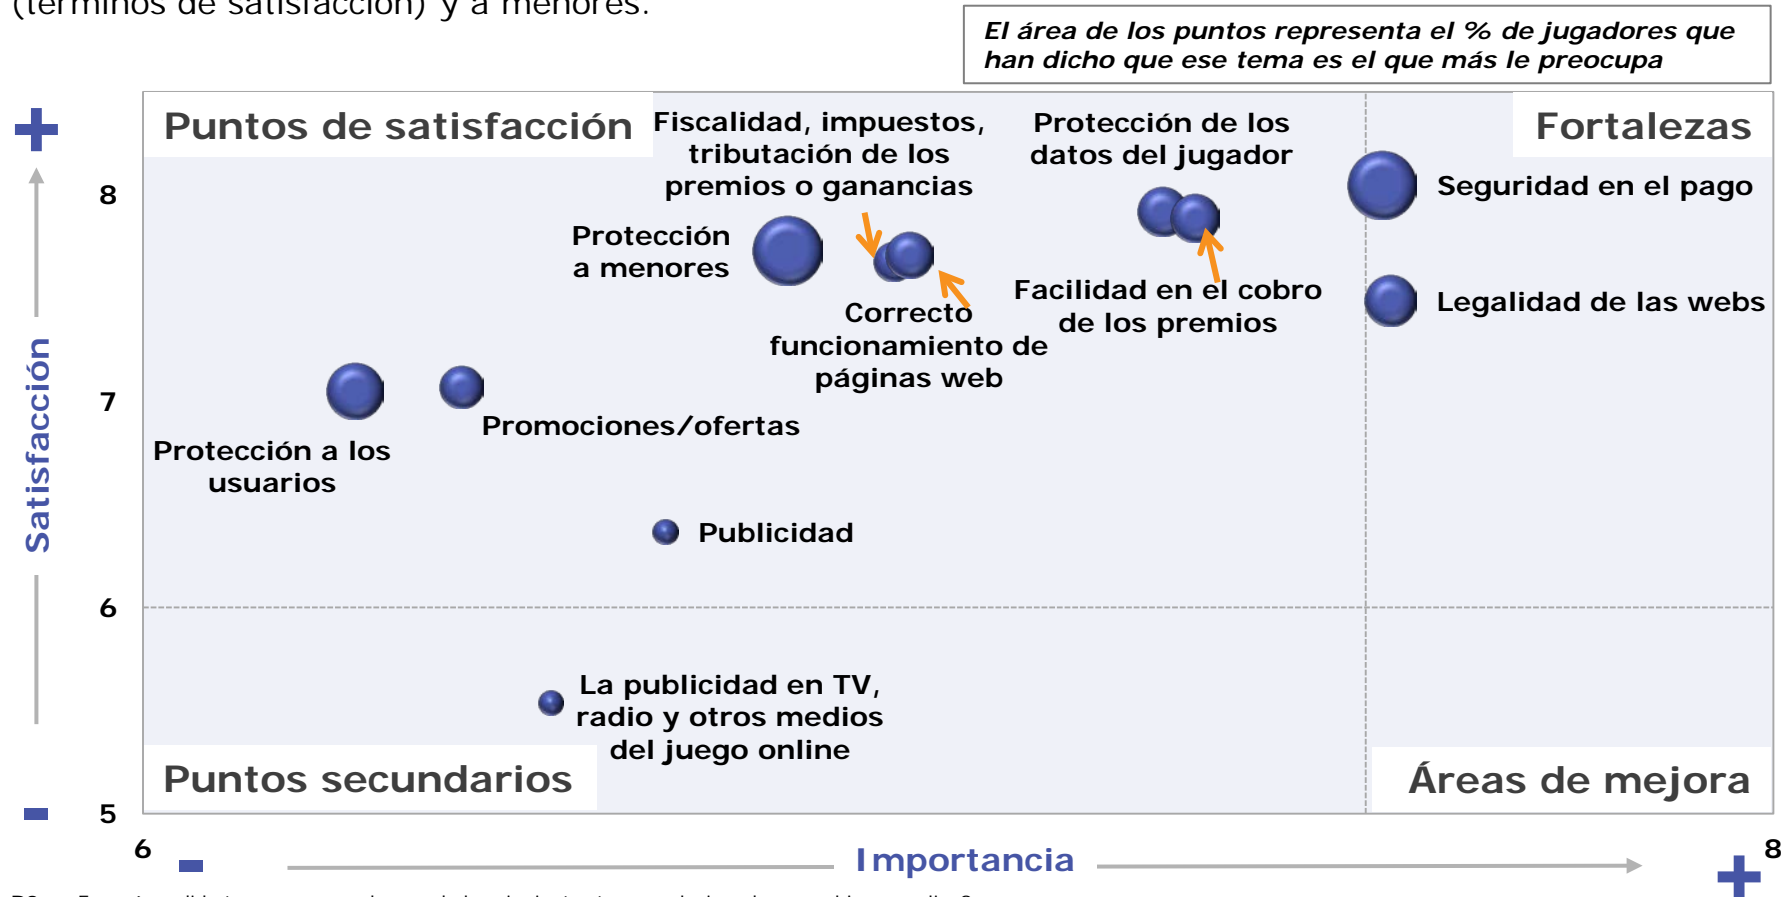 (términos de satisfacción) y a menores.
El área de los puntos representa el % de jugadores que
han dicho que ese tema es el que más le preocupa
Puntos de satisfacción
Fiscalidad, impuestos,
tributación de los
premios o ganancias
Protección de los
datos del jugador
Fortalezas
8
Seguridad en el pago
Protección
a menores
Facilidad en el cobro
de los premios
Legalidad de las webs
Correcto
funcionamiento de
páginas web
Satisfacción
7
Promociones/ofertas
Protección a los
usuarios
Publicidad
6
La publicidad en TV,
radio y otros medios
del juego online
Puntos secundarios
Áreas de mejora
5
6
Importancia
8